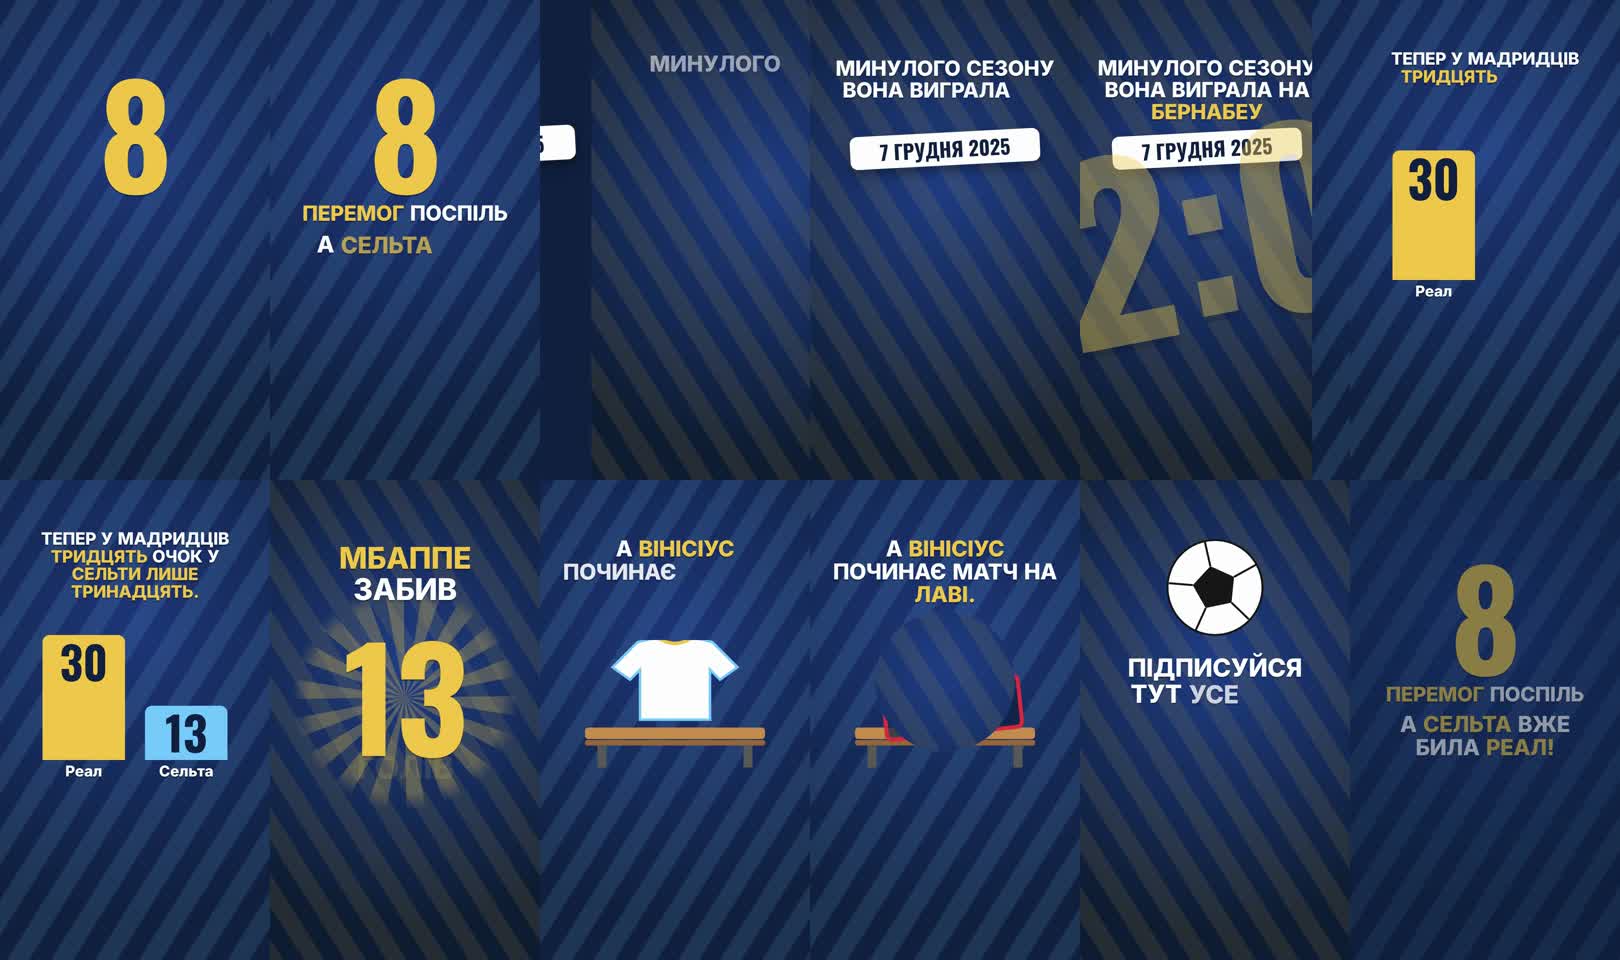 8
8
ПЕРЕМОГ ПОСПІЛЬ
А СЕЛЬТА
5
МИНУЛОГО
МИНУЛОГО СЕЗОНУ
ВОНА ВИГРАЛА
7 ГРУДНЯ 2025
МИНУЛОГО СЕЗОНУ
ВОНА ВИГРАЛА НА
БЕРНАБЕУ
7 ГРУДНЯ 2025
2:0
ТЕПЕР У МАДРИДЦІВ
ТРИДЦЯТЬ
30
Реал
ТЕПЕР У МАДРИДЦІВ
ТРИДЦЯТЬ ОЧОК У
СЕЛЬТИ ЛИШЕ
ТРИНАДЦЯТЬ.
30
13
Реал
Сельта
МБАППЕ
ЗАБИВ
13
А ВІНІСІУС
ПОЧИНАЄ
А ВІНІСІУС
ПОЧИНАЄ МАТЧ НА
ЛАВІ.
ПІДПИСУЙСЯ
ТУТ УСЕ
8
ПЕРЕМОГ ПОСПІЛЬ
А СЕЛЬТА ВЖЕ
БИЛА РЕАЛ!